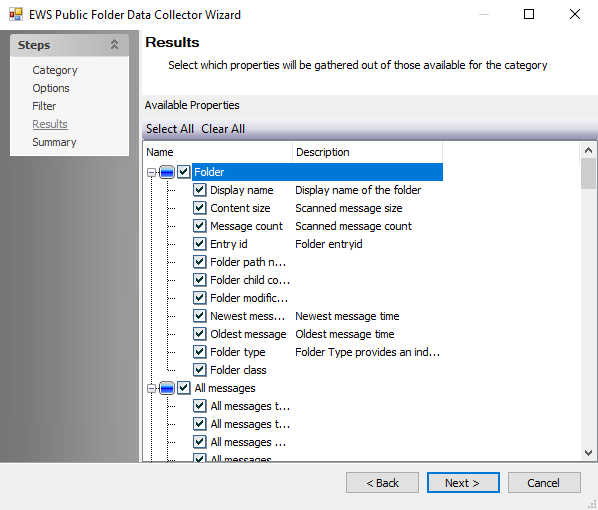 EWS Public Folder Data Collector Wizard
Steps
Category
Options
Filter
Results
Summary
Results
Select which properties will be gathered out of those available for the category
Available Properties
Select All Clear All
Name Description
Folder
Display name Display name of the folder
Content size Scanned message size
Message count Scanned message count
Entry id Folder entryid
Folder path n...
Folder child co...
Folder modific...
Newest mess... Newest message time
Oldest message Oldest message time
Folder type Folder Type provides an ind...
Folder class
All messages
All messages t...
All messages t...
All messages ...
All messages
< Back Next > Cancel